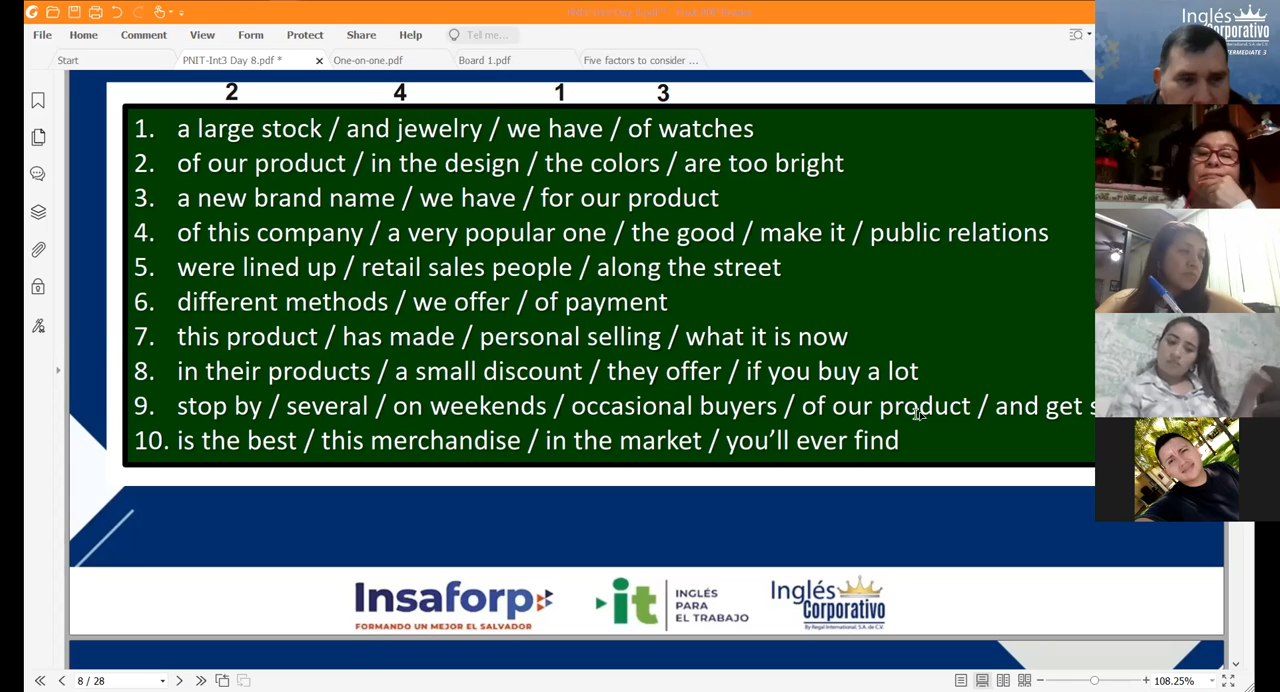 File Home Comment View Form Protect Share Help Tell me...
Start PNIT-Int3 Day 8.pdf * One-on-one.pdf Board 1.pdf Five factors to consider ...
2 4 1 3
1. a large stock / and jewelry / we have / of watches
2. of our product / in the design / the colors / are too bright
3. a new brand name / we have / for our product
4. of this company / a very popular one / the good / make it / public relations
5. were lined up / retail sales people / along the street
6. different methods / we offer / of payment
7. this product / has made / personal selling / what it is now
8. in their products / a small discount / they offer / if you buy a lot
9. stop by / several / on weekends / occasional buyers / of our product / and get s
10. is the best / this merchandise / in the market / you'll ever find
Insaforp
FORMANDO UN MEJOR EL SALVADOR
it
INGLÉS
PARA
EL TRABAJO
Inglés
Corporativo
By Regal International, S.A. de C.V.
8 / 28
108.25%
Inglés
Corporativo